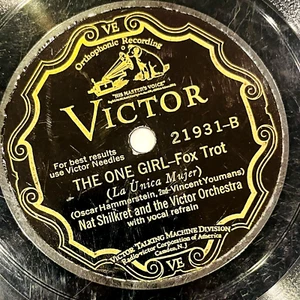 VE
Orthophonic Recording
"HIS MASTER'S VOICE"
VICTOR
For best results
use Victor Needles
21931-B
THE ONE GIRL-Fox Trot
(La Única Mujer)
(Oscar Hammerstein, 2nd-Vincent Youmans)
Nat Shilkret and the Victor Orchestra
with vocal refrain
VICTOR TALKING MACHINE DIVISION
Radio-Victor Corporation of America
Camden, N.J.
VE